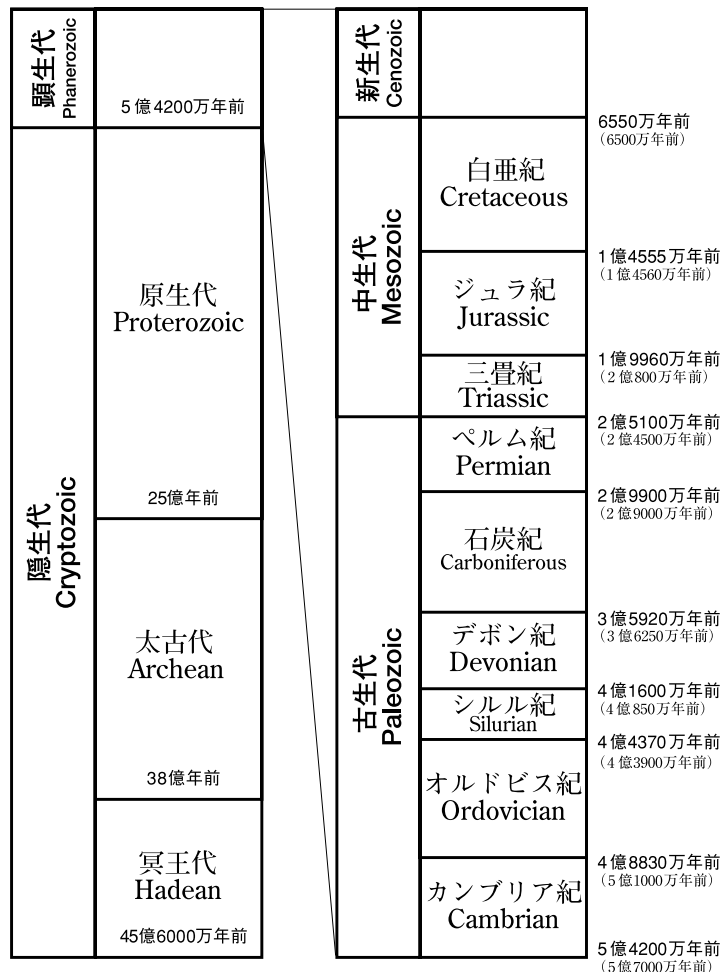 顕生代
Phanerozoic
5億4200万年前
隠生代
Cryptozoic
原生代
Proterozoic
25億年前
太古代
Archean
38億年前
冥王代
Hadean
45億6000万年前
新生代
Cenozoic
6550万年前
(6500万年前)
中生代
Mesozoic
白亜紀
Cretaceous
1億4555万年前
(1億4560万年前)
ジュラ紀
Jurassic
1億9960万年前
(2億800万年前)
三畳紀
Triassic
2億5100万年前
(2億4500万年前)
古生代
Paleozoic
ペルム紀
Permian
2億9900万年前
(2億9000万年前)
石炭紀
Carboniferous
3億5920万年前
(3億6250万年前)
デボン紀
Devonian
4億1600万年前
(4億850万年前)
シルル紀
Silurian
4億4370万年前
(4億3900万年前)
オルドビス紀
Ordovician
4億8830万年前
(5億1000万年前)
カンブリア紀
Cambrian
5億4200万年前
(5億7000万年前)